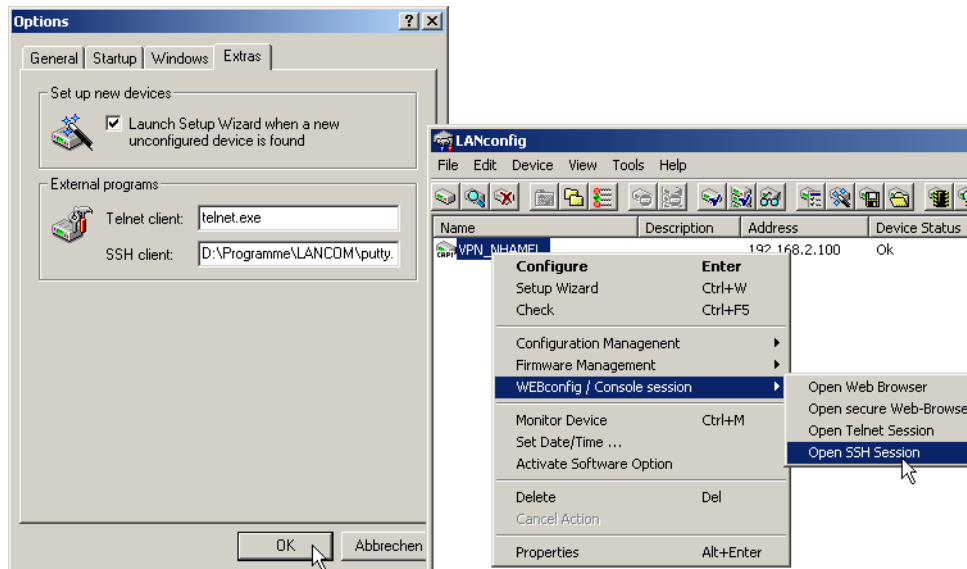 Options
General Startup Windows Extras
Set up new devices
Launch Setup Wizard when a new
unconfigured device is found
External programs
Telnet client: telnet.exe
SSH client: D:\Programme\LANCOM\putty.
OK Abbrechen
LANconfig
File Edit Device View Tools Help
Name Description Address Device Status
CAPI VPN_NHAMEL 192.168.2.100 Ok
Configure Enter
Setup Wizard Ctrl+W
Check Ctrl+F5
Configuration Managenent
Firmware Management
WEBconfig / Console session
Monitor Device Ctrl+M
Set Date/Time ...
Activate Software Option
Delete Del
Cancel Action
Properties Alt+Enter
Open Web Browser
Open secure Web-Browse
Open Telnet Session
Open SSH Session